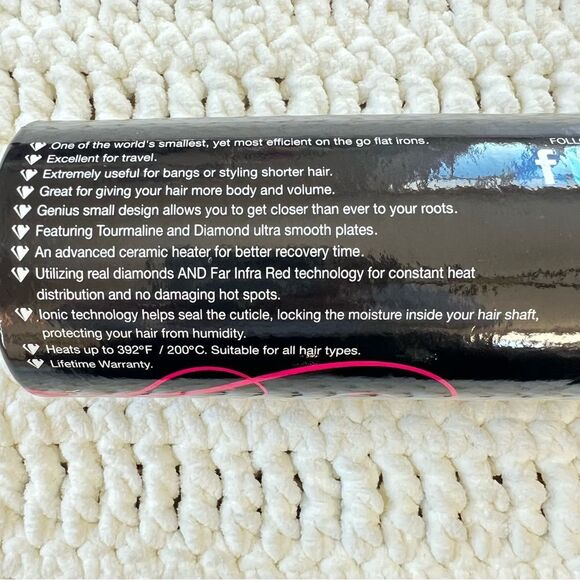 One of the world's smallest, yet most efficient on the go flat irons.
Excellent for travel.
Extremely useful for bangs or styling shorter hair.
Great for giving your hair more body and volume.
Genius small design allows you to get closer than ever to your roots.
Featuring Tourmaline and Diamond ultra smooth plates.
An advanced ceramic heater for better recovery time.
Utilizing real diamonds AND Far Infra Red technology for constant heat
distribution and no damaging hot spots.
Ionic technology helps seal the cuticle, locking the moisture inside your hair shaft,
protecting your hair from humidity.
Heats up to 392°F / 200°C. Suitable for all hair types.
Lifetime Warranty.
FOLL
f